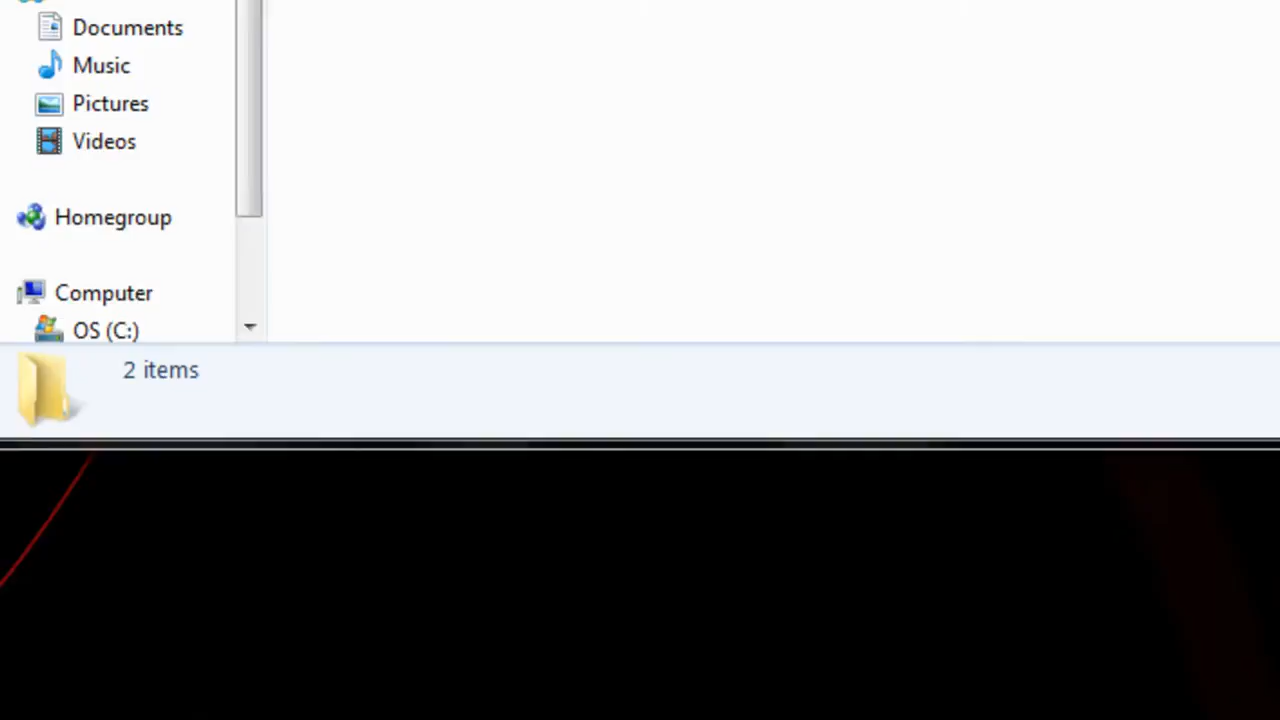 Documents
Music
Pictures
Videos
Homegroup
Computer
OS (C:)
2 items